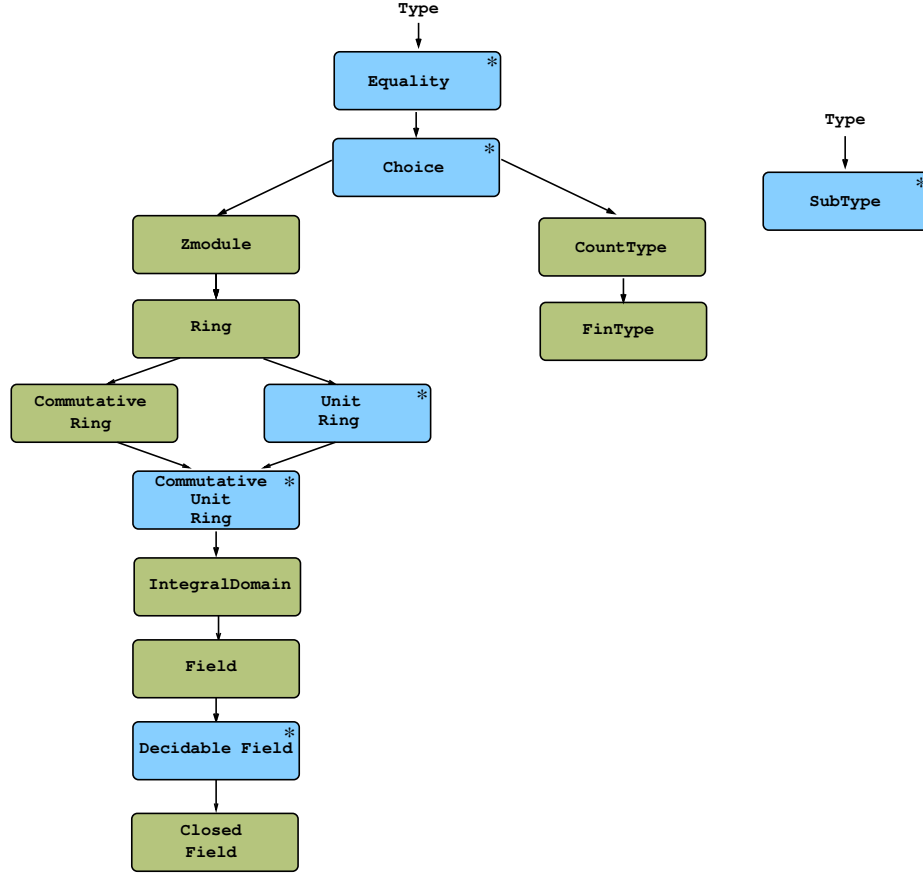 Type
*
Equality
*
Choice
Type
*
SubType
Zmodule
CountType
Ring
FinType
Commutative
Ring
*
Unit
Ring
Commutative *
Unit
Ring
IntegralDomain
Field
*
Decidable Field
Closed
Field